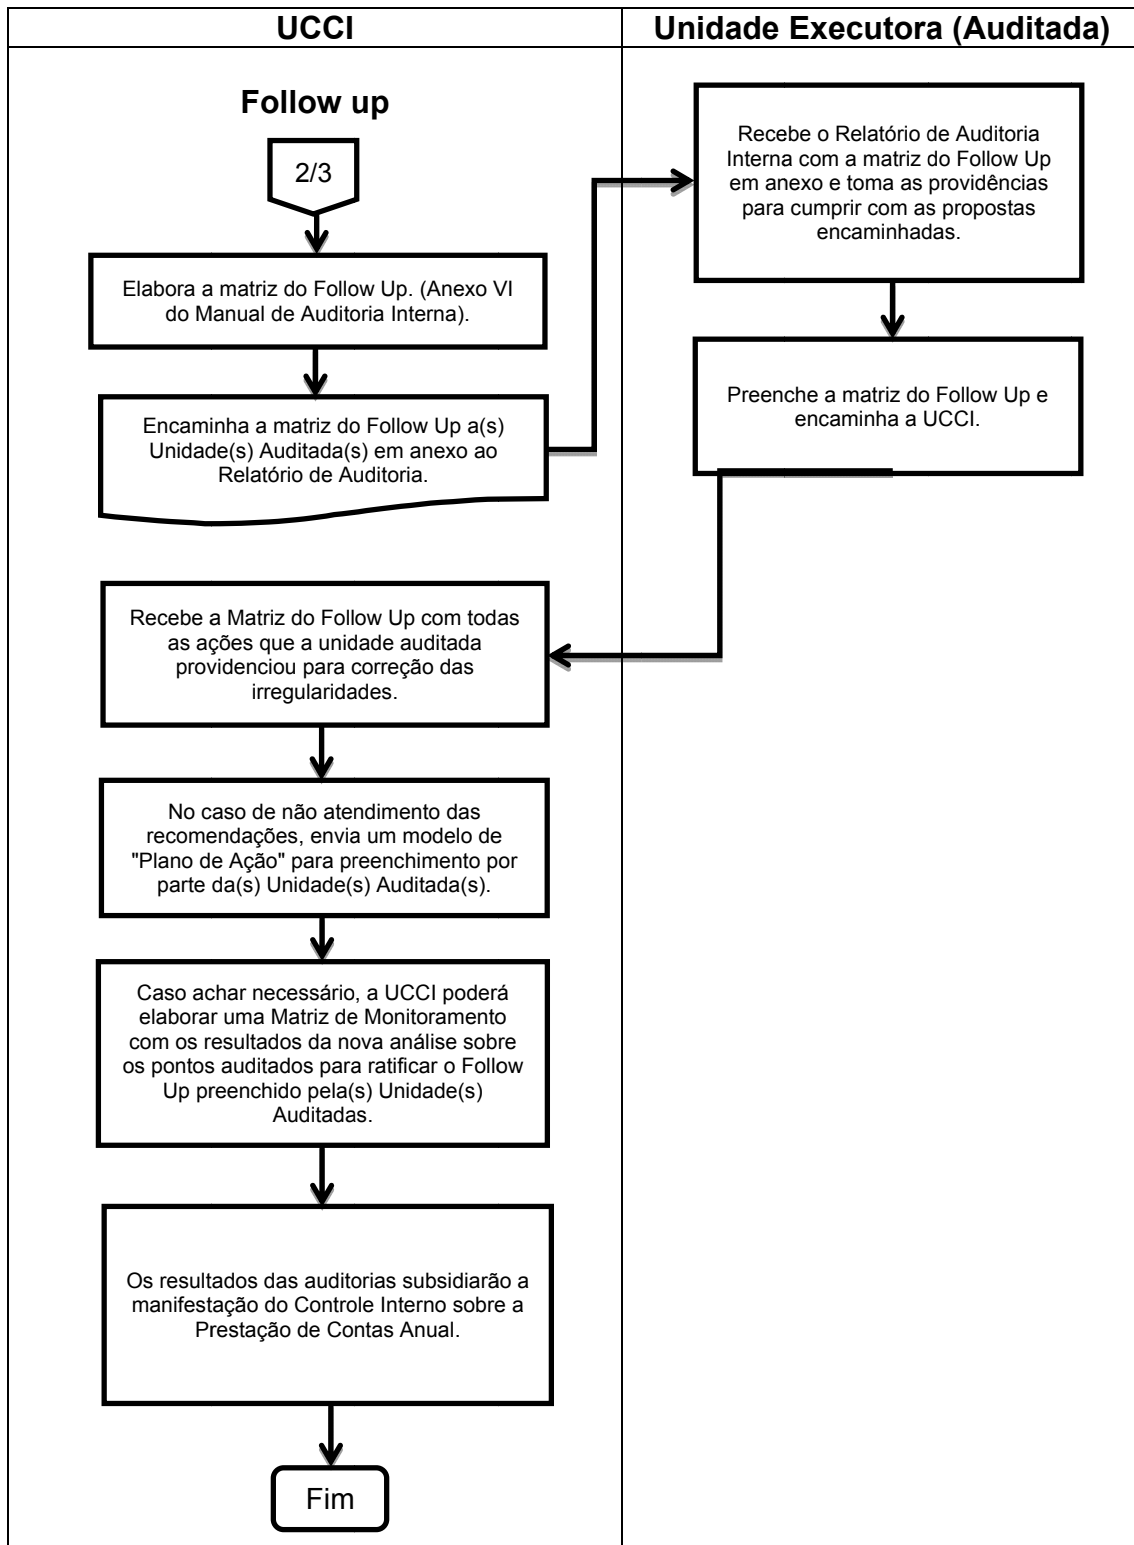 UCCI
Unidade Executora (Auditada)
Follow up
2/3
Elabora a matriz do Follow Up. (Anexo VI
do Manual de Auditoria Interna).
Encaminha a matriz do Follow Up a(s)
Unidade(s) Auditada(s) em anexo ao
Relatório de Auditoria.
Recebe o Relatório de Auditoria
Interna com a matriz do Follow Up
em anexo e toma as providências
para cumprir com as propostas
encaminhadas.
Preenche a matriz do Follow Up e
encaminha a UCCI.
Recebe a Matriz do Follow Up com todas
as ações que a unidade auditada
providenciou para correção das
irregularidades.
No caso de não atendimento das
recomendações, envia um modelo de
"Plano de Ação" para preenchimento por
parte da(s) Unidade(s) Auditada(s).
Caso achar necessário, a UCCI poderá
elaborar uma Matriz de Monitoramento
com os resultados da nova análise sobre
os pontos auditados para ratificar o Follow
Up preenchido pela(s) Unidade(s)
Auditadas.
Os resultados das auditorias subsidiarão a
manifestação do Controle Interno sobre a
Prestação de Contas Anual.
Fim